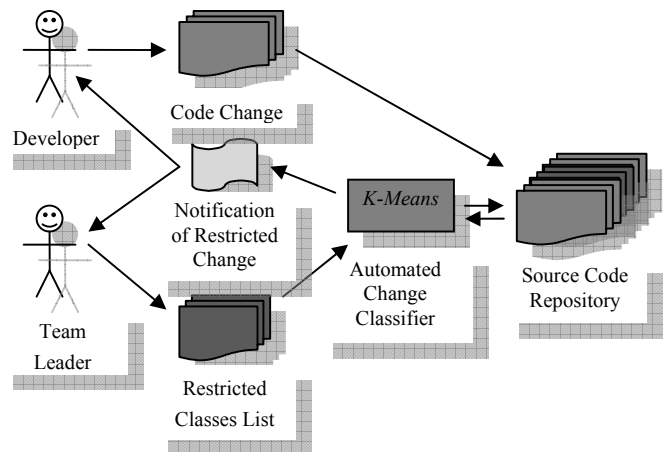 Code Change
Developer
K-Means
Notification
of Restricted
Change
Automated
Change
Classifier
Source Code
Repository
Team
Leader
Restricted
Classes List